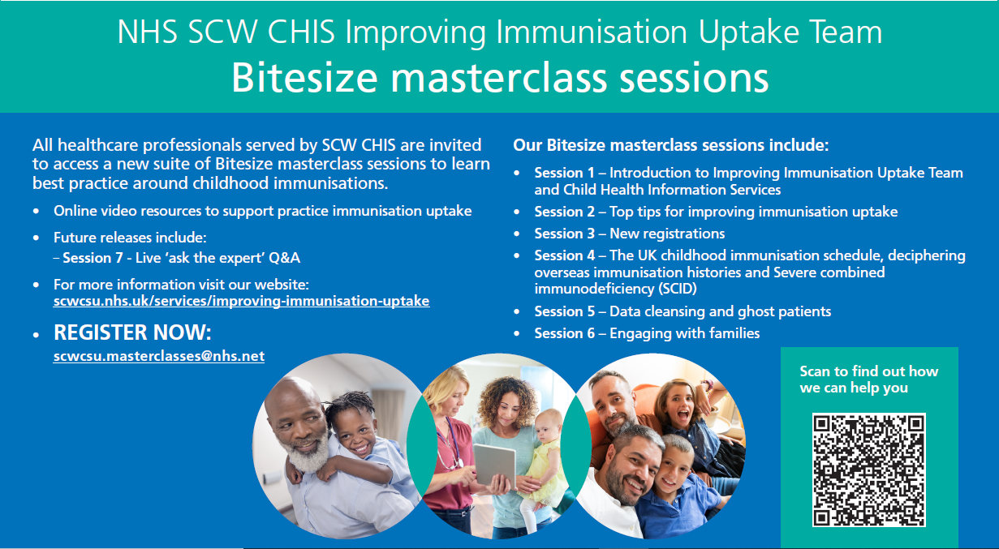 NHS SCW CHIS Improving Immunisation Uptake Team
Bitesize masterclass sessions
All healthcare professionals served by SCW CHIS are invited
to access a new suite of Bitesize masterclass sessions to learn
best practice around childhood immunisations.
• Online video resources to support practice immunisation uptake
• Future releases include:
– Session 7 - Live ‘ask the expert’ Q&A
• For more information visit our website:
scwcsu.nhs.uk/services/improving-immunisation-uptake
• REGISTER NOW:
scwcsu.masterclasses@nhs.net
Our Bitesize masterclass sessions include:
• Session 1 – Introduction to Improving Immunisation Uptake Team
and Child Health Information Services
• Session 2 – Top tips for improving immunisation uptake
• Session 3 – New registrations
• Session 4 – The UK childhood immunisation schedule, deciphering
overseas immunisation histories and Severe combined
immunodeficiency (SCID)
• Session 5 – Data cleansing and ghost patients
• Session 6 – Engaging with families
Scan to find out how
we can help you